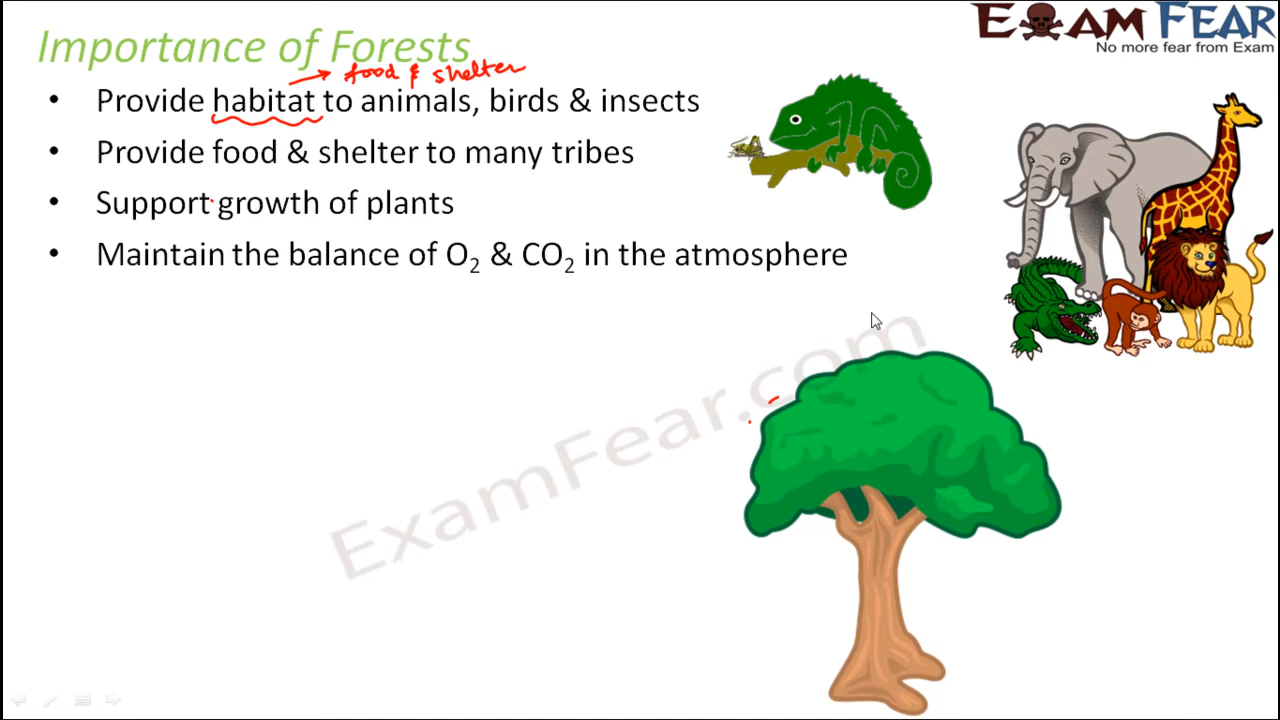 Importance of Forests
EXAM FEAR
No more fear from Exam
→ food & shelter
• Provide habitat to animals, birds & insects
• Provide food & shelter to many tribes
• Support growth of plants
• Maintain the balance of O₂ & CO₂ in the atmosphere
ExamFear.com